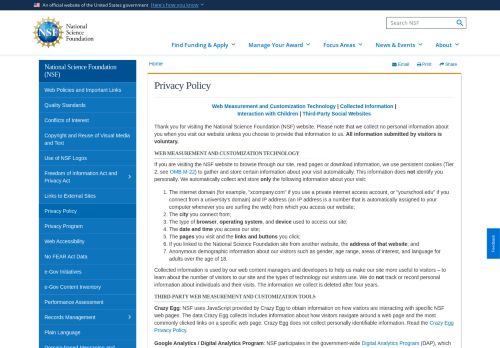 An official website of the United States government Here's how you know
National
Science
Foundation
NSF
Search NSF
Find Funding & Apply
Manage Your Award
Focus Areas
News & Events
About
National Science Foundation
(NSF)
Web Policies and Important Links
Quality Standards
Conflicts of Interest
Copyright and Reuse of Visual Media
and Text
Use of NSF Logos
Freedom of Information Act and
Privacy Act
Links to External Sites
Privacy Policy
Privacy Program
Web Accessibility
No FEAR Act Data
e-Gov Initiatives
e-Gov Content Inventory
Performance Assessment
Records Management
Plain Language
Home
Email
Print
Share
Privacy Policy
Web Measurement and Customization Technology | Collected Information |
Interaction with Children | Third-Party Social Websites
Thank you for visiting the National Science Foundation (NSF) website. Please note that we collect no personal information about
you when you visit our website unless you choose to provide that information to us. All information submitted by visitors is
voluntary.
WEB MEASUREMENT AND CUSTOMIZATION TECHNOLOGY
If you are visiting the NSF website to browse through our site, read pages or download information, we use persistent cookies (Tier
2, see OMB M-22) to gather and store certain information about your visit automatically. This information does not identify you
personally. We automatically collect and store only the following information about your visit:
1. The internet domain (for example, "xcompany.com" if you use a private internet access account, or "yourschool.edu" if you
connect from a university's domain) and IP address (an IP address is a number that is automatically assigned to your
computer whenever you are surfing the web) from which you access our website;
2. The city you connect from;
3. The type of browser, operating system, and device used to access our site;
4. The date and time you access our site;
5. The pages you visit and the links and buttons you click;
6. If you linked to the National Science Foundation site from another website, the address of that website; and
7. Anonymous demographic information about our visitors such as gender, age range, areas of interest, and language for
adults over the age of 18.
Collected information is used by our web content managers and developers to help us make our site more useful to visitors – to
learn about the number of visitors to our site and the types of technology our visitors use. We do not track or record personal
information about individuals and their visits. The information we collect is deleted after four years.
THIRD-PARTY WEB MEASUREMENT AND CUSTOMIZATION TOOLS
Crazy Egg: NSF uses JavaScript provided by Crazy Egg to obtain information on how visitors are interacting with specific NSF
web pages. The data Crazy Egg collects includes information about how visitors navigate around a web page and the most
commonly clicked links on a specific web page. Crazy Egg does not collect personally identifiable information. Read the Crazy Egg
Privacy Policy
Google Analytics / Digital Analytics Program: NSF participates in the government-wide Digital Analytics Program (DAP), which
Feedback